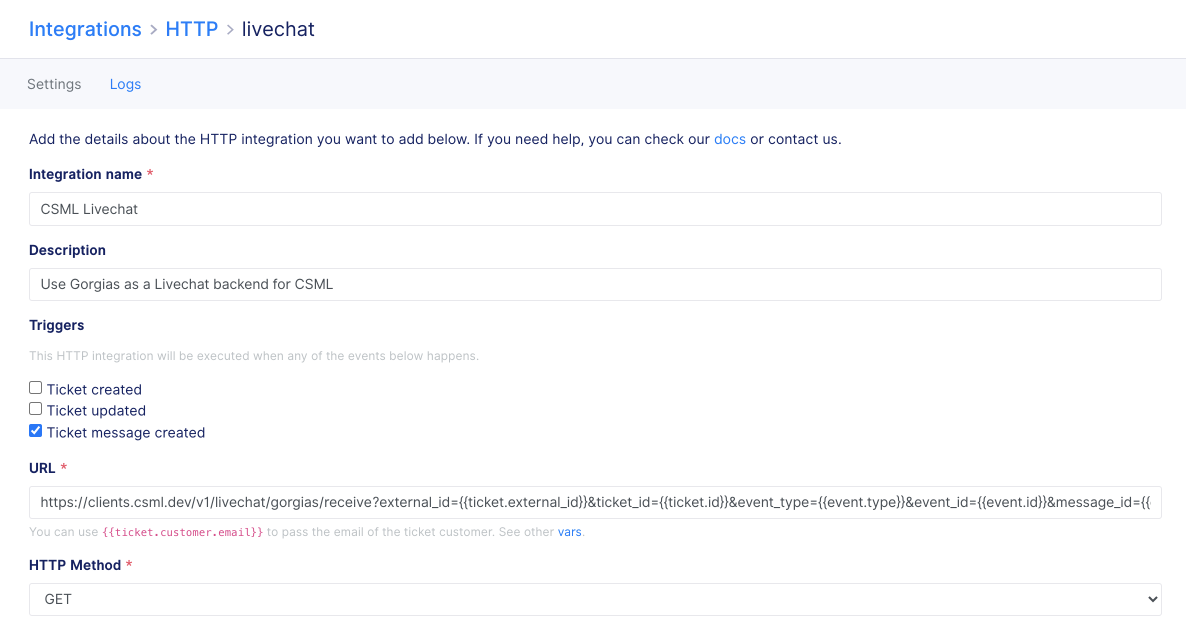 Integrations > HTTP > livechat
Settings Logs
Add the details about the HTTP integration you want to add below. If you need help, you can check our docs or contact us.
Integration name *
CSML Livechat
Description
Use Gorgias as a Livechat backend for CSML
Triggers
This HTTP integration will be executed when any of the events below happens.
Ticket created
Ticket updated
Ticket message created
URL *
https://clients.csml.dev/v1/livechat/gorgias/receive?external_id={{ticket.external_id}}&ticket_id={{ticket.id}}&event_type={{event.type}}&event_id={{event.id}}&message_id={{
You can use {{ticket.customer.email}} to pass the email of the ticket customer. See other vars.
HTTP Method *
GET